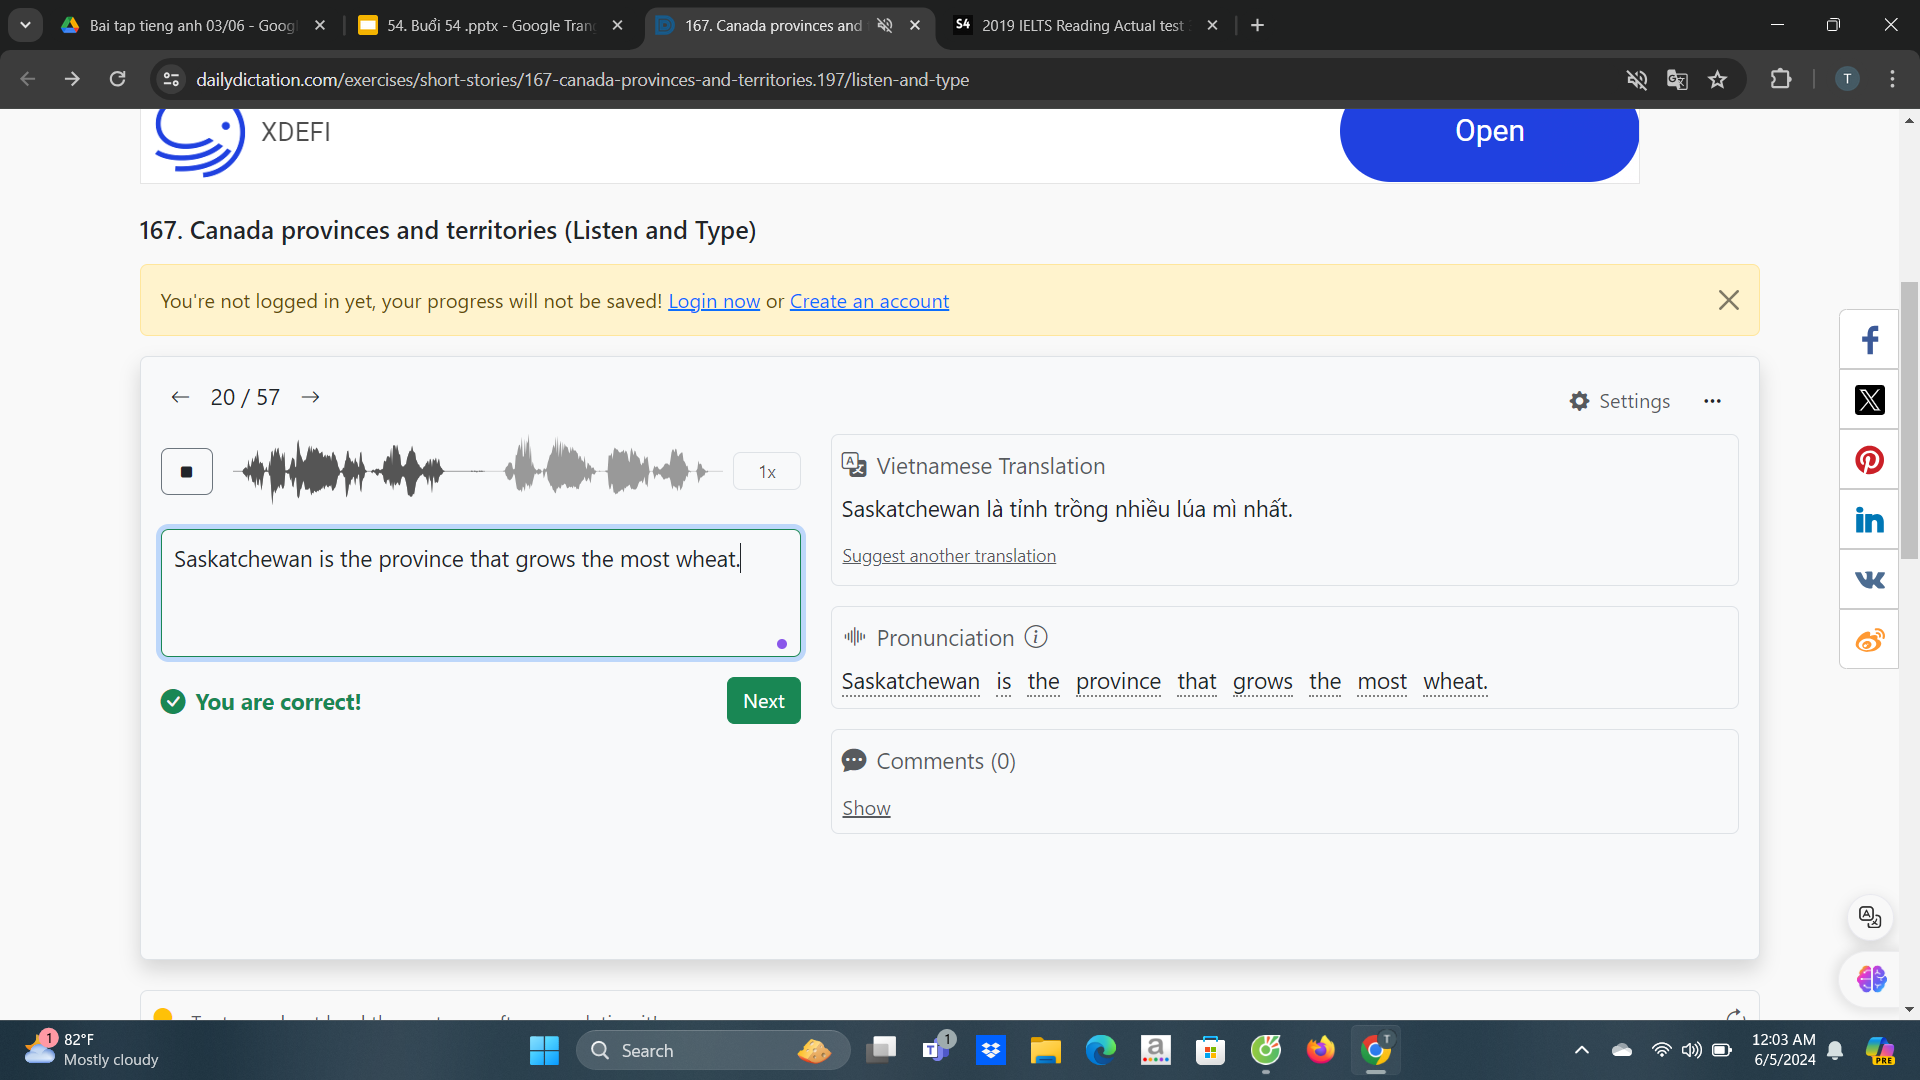 Bai tap tieng anh 03/06 - Goog
54. Buổi 54 .pptx - Google Tran
167. Canada provinces and
S4 2019 IELTS Reading Actual test
dailydictation.com/exercises/short-stories/167-canada-provinces-and-territories.197/listen-and-type
T
XDEFI
Open
167. Canada provinces and territories (Listen and Type)
You're not logged in yet, your progress will not be saved! Login now or Create an account
20 / 57
Settings
1x
Vietnamese Translation
Saskatchewan là tỉnh trồng nhiều lúa mì nhất.
Suggest another translation
Saskatchewan is the province that grows the most wheat.
Pronunciation
Saskatchewan is the province that grows the most wheat.
You are correct!
Next
Comments (0)
Show
1
82°F
Mostly cloudy
Search
1
T
12:03 AM
6/5/2024
PRE